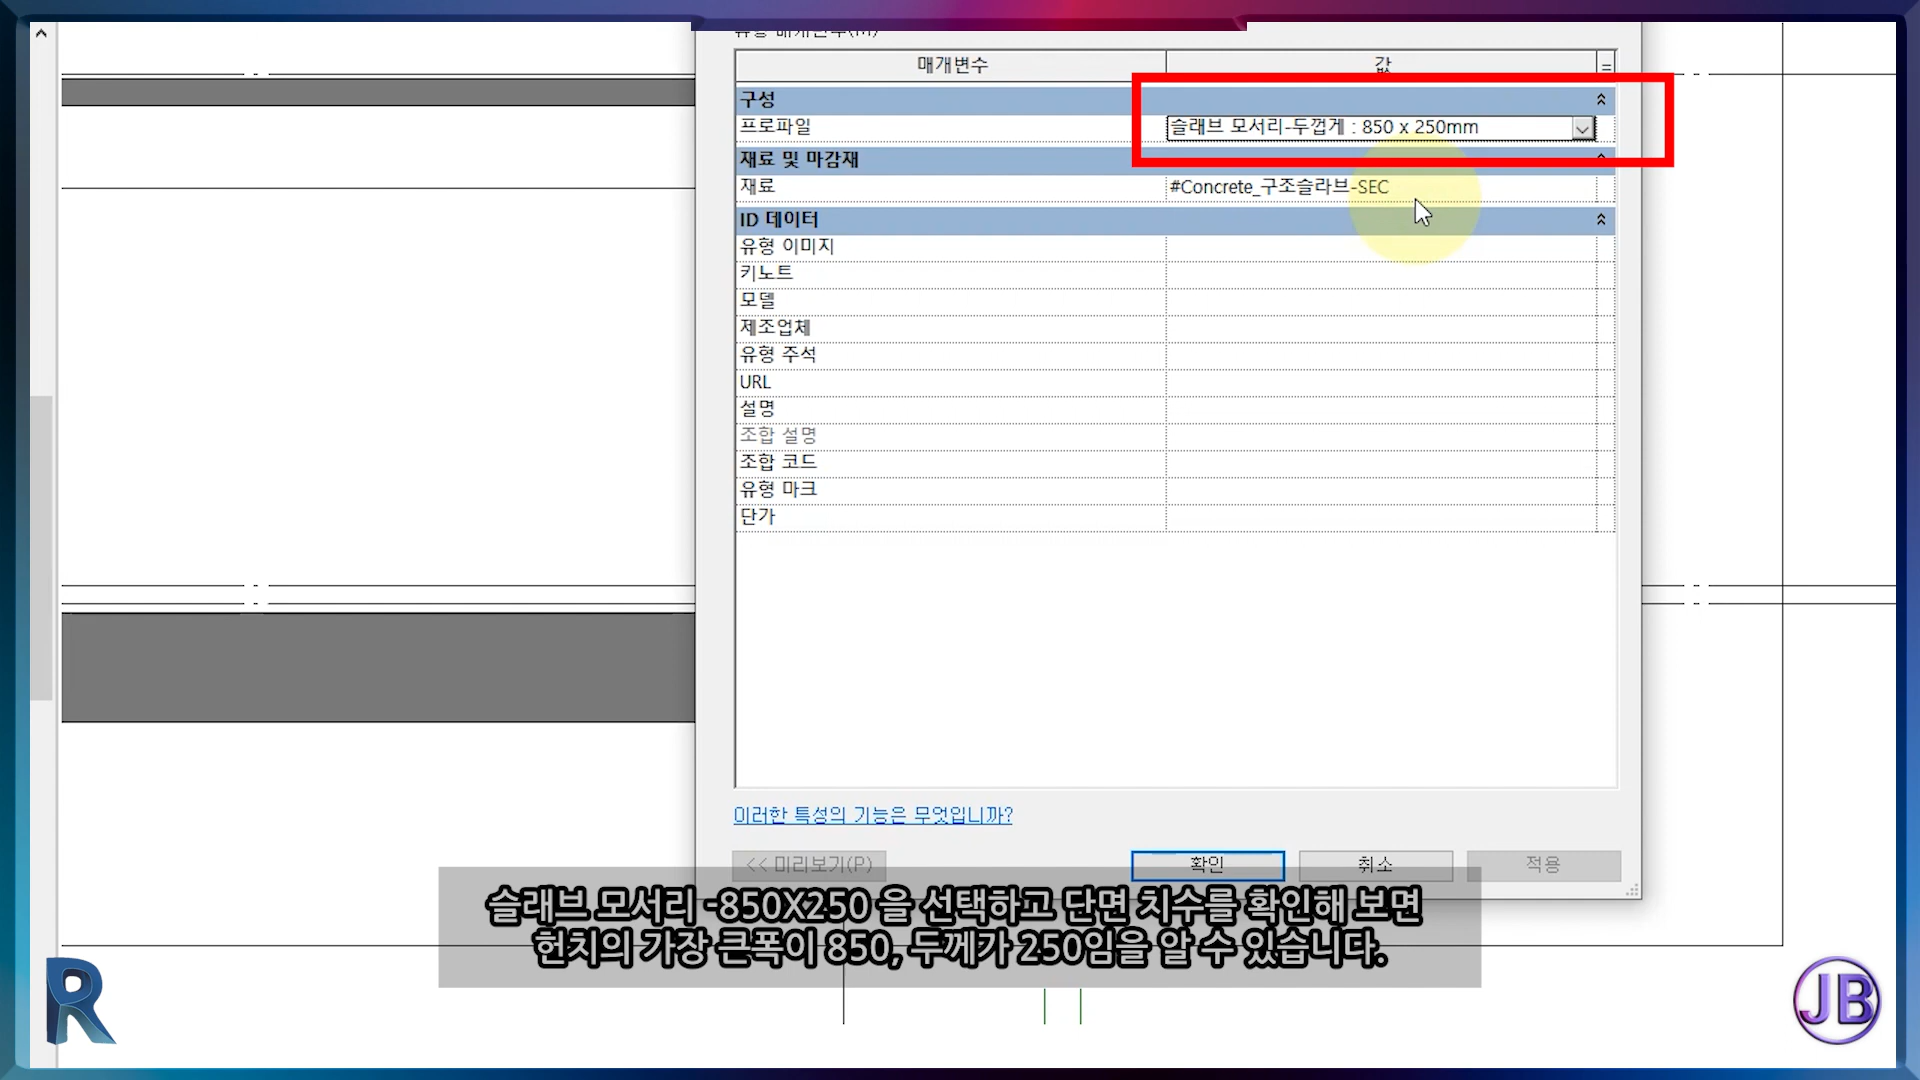 유형 매개변수(M)
매개변수 값 =
구성
프로파일 슬래브 모서리-두껍게 : 850 x 250mm
재료 및 마감재
재료 #Concrete_구조슬라브-SEC
ID 데이터
유형 이미지
키노트
모델
제조업체
유형 주석
URL
설명
조합 설명
조합 코드
유형 마크
단가
이러한 특성의 기능은 무엇입니까?
<< 미리보기(P) 확인 취소 적용
슬래브 모서리 -850X250 을 선택하고 단면 치수를 확인해 보면
헌치의 가장 큰폭이 850, 두께가 250임을 알 수 있습니다.
R
JB